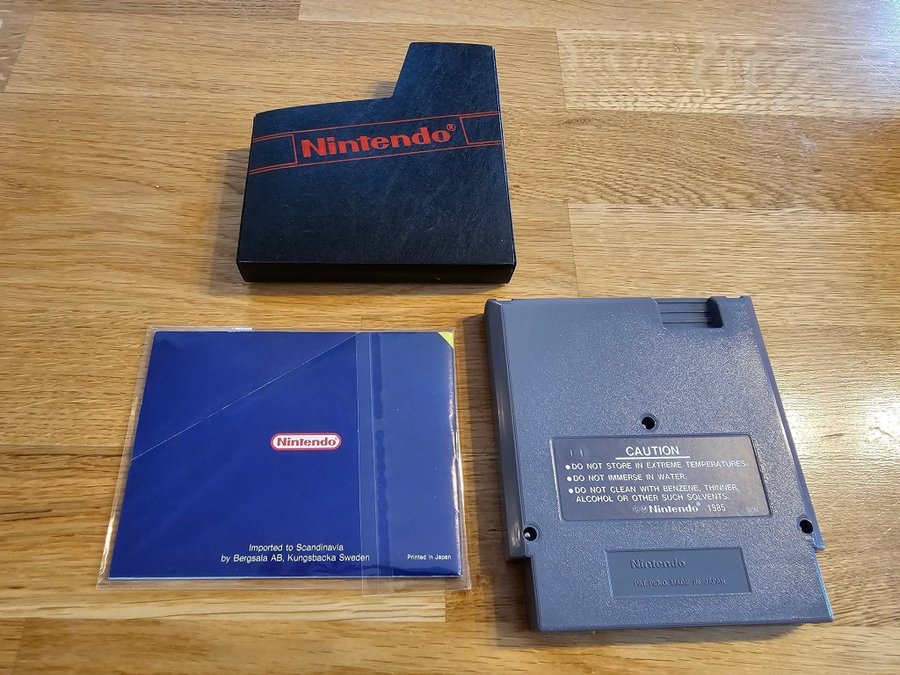 Nintendo®
Nintendo®
Imported to Scandinavia
by Bergsala AB, Kungsbacka Sweden
Printed in Japan
CAUTION
●DO NOT STORE IN EXTREME TEMPERATURES.
●DO NOT IMMERSE IN WATER.
●DO NOT CLEAN WITH BENZENE, THINNER,
ALCOHOL OR OTHER SUCH SOLVENTS.
Nintendo® 1985
Nintendo
PAT. PEND. MADE IN JAPAN